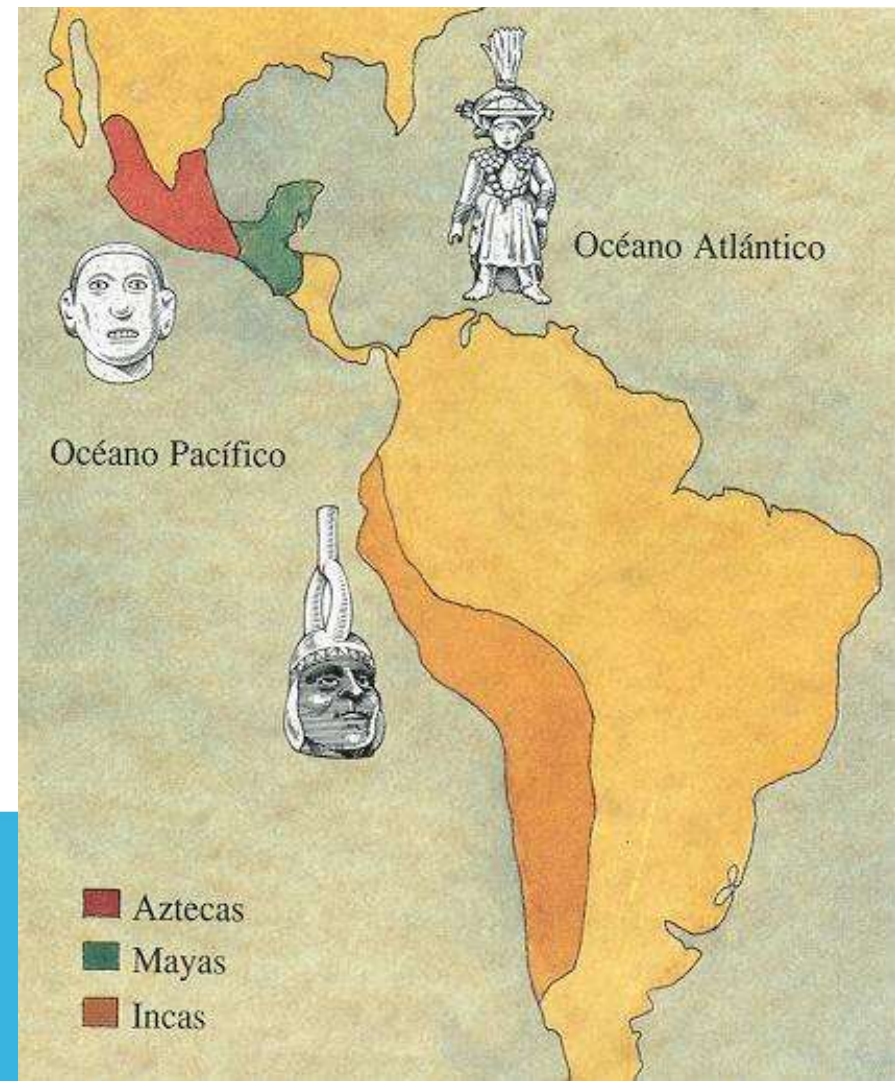 Océano Atlántico
Océano Pacífico
Aztecas
Mayas
Incas